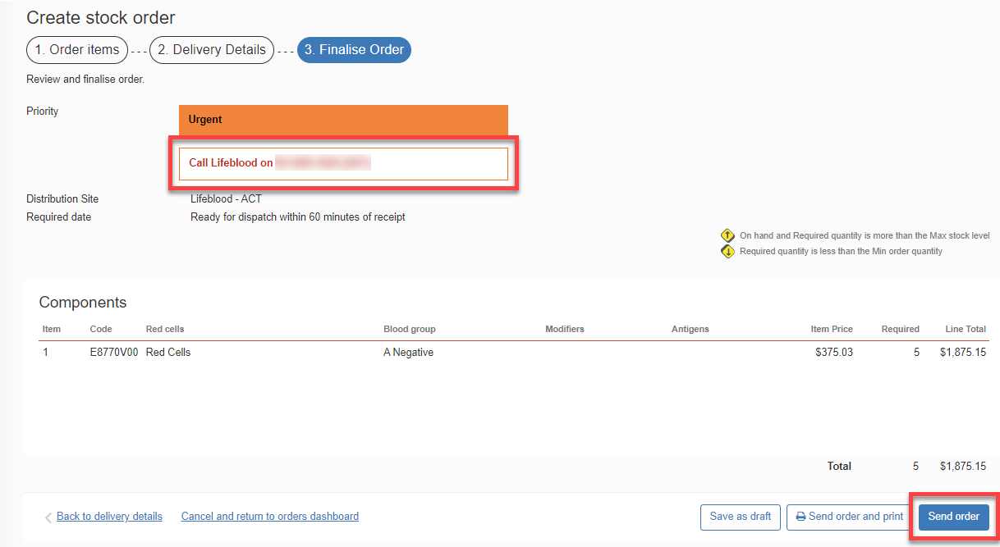 Create stock order
1. Order items --- 2. Delivery Details --- 3. Finalise Order
Review and finalise order.
Priority
Urgent
Call Lifeblood on
Distribution Site Lifeblood - ACT
Required date Ready for dispatch within 60 minutes of receipt
On hand and Required quantity is more than the Max stock level
Required quantity is less than the Min order quantity
Components
Item Code Red cells Blood group Modifiers Antigens Item Price Required Line Total
1 E8770V00 Red Cells A Negative $375.03 5 $1,875.15
Total 5 $1,875.15
Back to delivery details Cancel and return to orders dashboard Save as draft Send order and print Send order